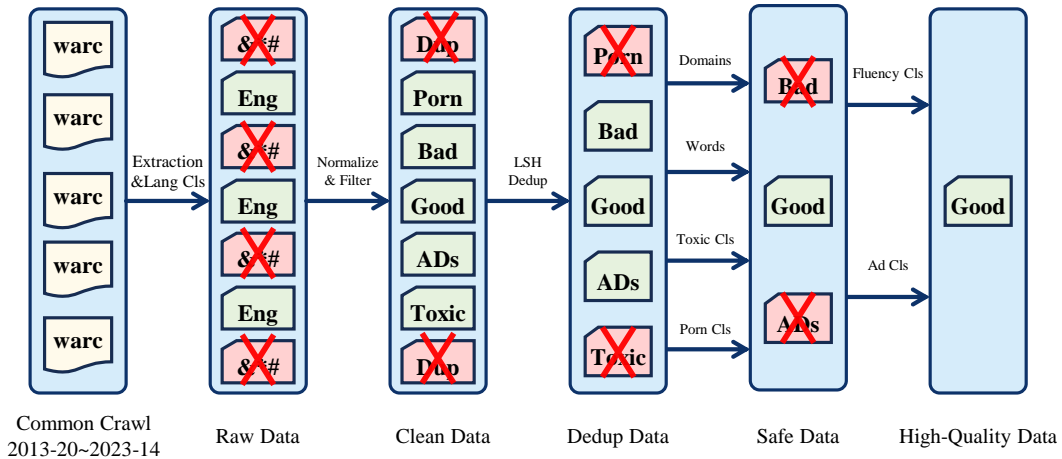 warc
warc
warc
warc
warc
Common Crawl
2013-20~2023-14
Extraction
&Lang Cls
&*#
Eng
&*#
Eng
&*#
Eng
&*#
Raw Data
Normalize
& Filter
Dup
Porn
Bad
Good
ADs
Toxic
Dup
Clean Data
LSH
Dedup
Porn
Bad
Good
ADs
Toxic
Dedup Data
Domains
Words
Toxic Cls
Porn Cls
Bad
Good
ADs
Safe Data
Fluency Cls
Ad Cls
Good
High-Quality Data